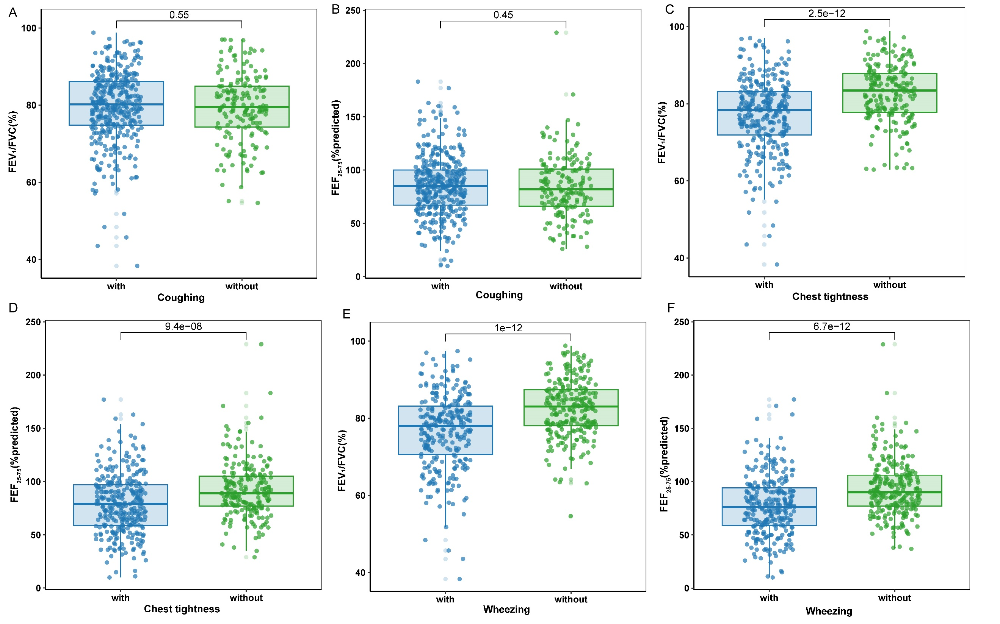 A
0.55
100
80
60
40
FEV₁/FVC(%)
with without
Coughing
B
0.45
250
200
150
100
50
0
FEF25-75(%predicted)
with without
Coughing
C
2.5e−12
100
80
60
40
FEV₁/FVC(%)
with without
Chest tightness
D
9.4e−08
250
200
150
100
50
0
FEF25-75(%predicted)
with without
Chest tightness
E
1e−12
100
80
60
40
FEV₁/FVC(%)
with without
Wheezing
F
6.7e−12
250
200
150
100
50
0
FEF25-75(%predicted)
with without
Wheezing